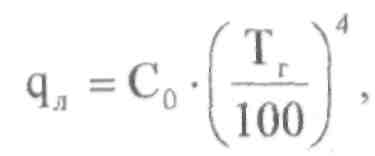 qл = C₀ · (Tг / 100)⁴,